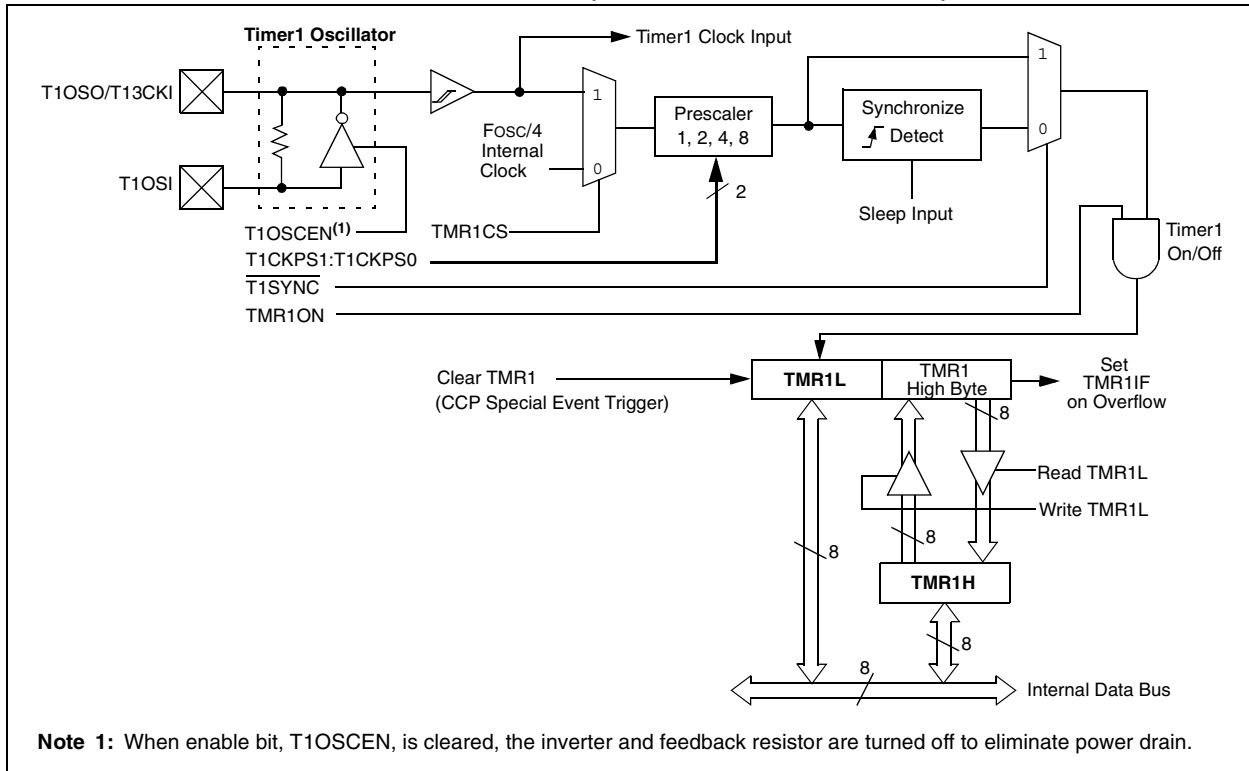 Timer1 Oscillator
Timer1 Clock Input
T1OSO/T13CKI
T1OSI
1
FOSC/4
Internal
Clock
0
Prescaler
1, 2, 4, 8
2
Synchronize
Detect
Sleep Input
1
0
T1OSCEN(1)
TMR1CS
T1CKPS1:T1CKPS0
T1SYNC
TMR1ON
Timer1
On/Off
Clear TMR1
(CCP Special Event Trigger)
TMR1L
TMR1
High Byte
Set
TMR1IF
on Overflow
8
Read TMR1L
Write TMR1L
8
8
TMR1H
8
8
Internal Data Bus
Note 1: When enable bit, T1OSCEN, is cleared, the inverter and feedback resistor are turned off to eliminate power drain.